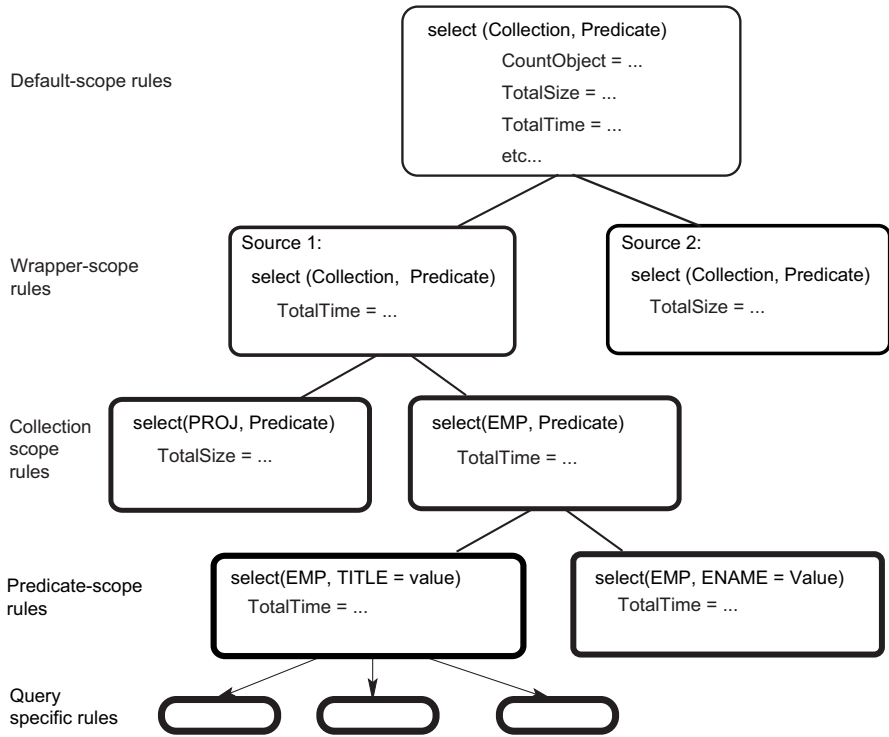 select (Collection, Predicate)
CountObject = ...
Default-scope rules
TotalSize = ...
TotalTime = ...
etc...
Source 1:
Source 2:
Wrapper-scope
rules
select (Collection, Predicate)
select (Collection, Predicate)
TotalTime = ...
TotalSize = ...
Collection
scope
rules
select(PROJ, Predicate)
TotalSize = ...
select(EMP, Predicate)
TotalTime = ...
Predicate-scope
rules
select(EMP, TITLE = value)
TotalTime = ...
select(EMP, ENAME = Value)
TotalTime = ...
Query
specific rules